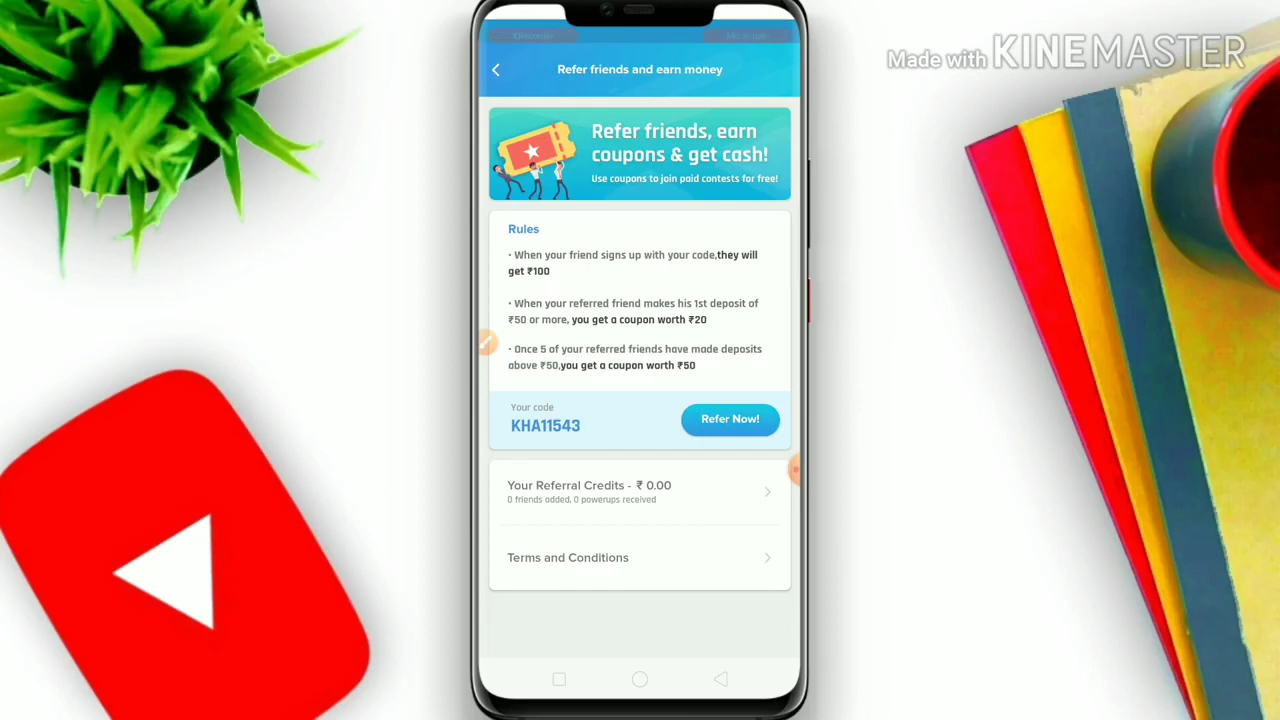 Made with KINEMASTER
Refer friends and earn money
Refer friends, earn
coupons & get cash!
Use coupons to join paid contests for free!
Rules
• When your friend signs up with your code,they will
get ₹100
• When your referred friend makes his 1st deposit of
₹50 or more, you get a coupon worth ₹20
• Once 5 of your referred friends have made deposits
above ₹50,you get a coupon worth ₹50
Your code
KHA11543
Refer Now!
Your Referral Credits - ₹ 0.00
0 friends added, 0 powerups received
Terms and Conditions